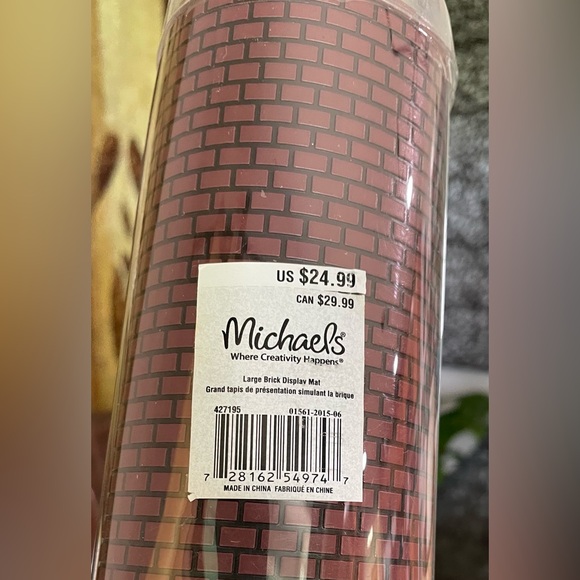 US $24.99
CAN $29.99
Michaels®
Where Creativity Happens®
Large Brick Display Mat
Grand tapis de présentation simulant la brique
427195 01561-2015-06
7 28162 54974 7
MADE IN CHINA FABRIQUÉ EN CHINE